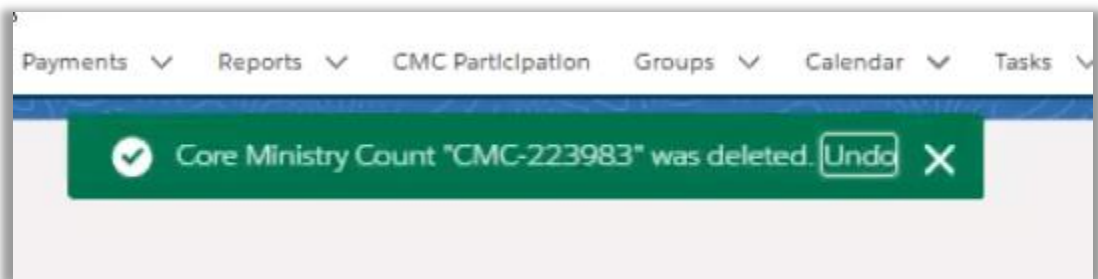 Payments Reports CMC Participation Groups Calendar Tasks
Core Ministry Count "CMC-223983" was deleted. Undo